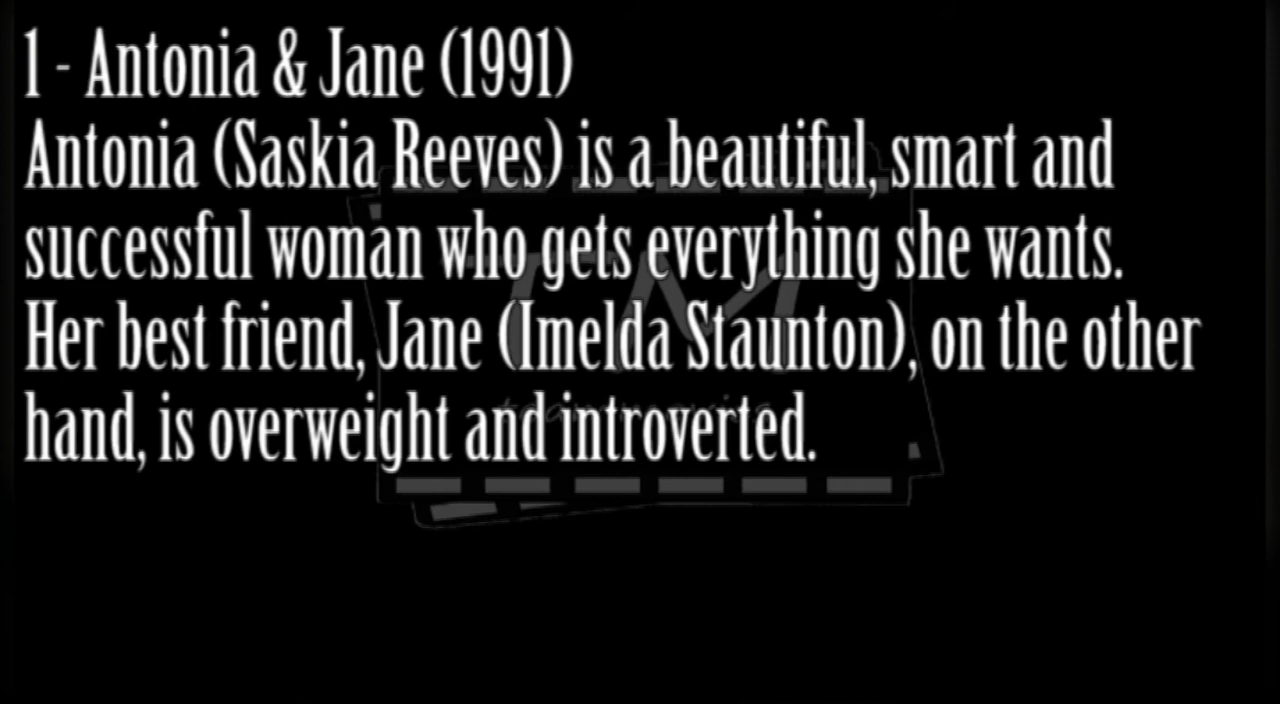 1 - Antonia & Jane (1991)
Antonia (Saskia Reeves) is a beautiful, smart and
successful woman who gets everything she wants.
Her best friend, Jane (Imelda Staunton), on the other
hand, is overweight and introverted.
TM